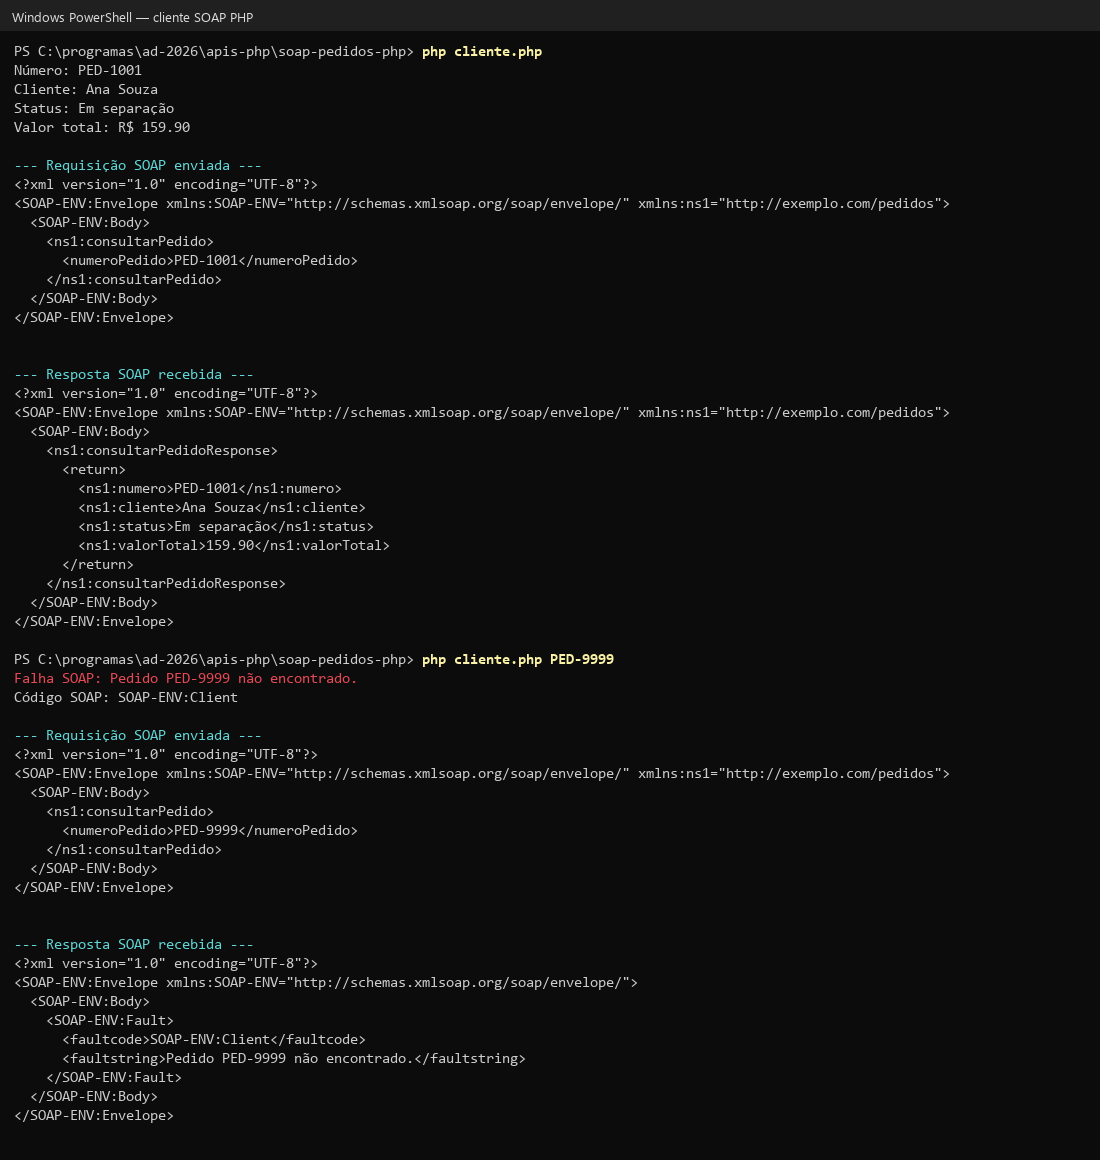 Windows PowerShell — cliente SOAP PHP
PS C:\programas\ad-2026\apis-php\soap-pedidos-php> php cliente.php
Número: PED-1001
Cliente: Ana Souza
Status: Em separação
Valor total: R$ 159.90
--- Requisição SOAP enviada ---
<?xml version="1.0" encoding="UTF-8"?>
<SOAP-ENV:Envelope xmlns:SOAP-ENV="http://schemas.xmlsoap.org/soap/envelope/" xmlns:ns1="http://exemplo.com/pedidos">
  <SOAP-ENV:Body>
    <ns1:consultarPedido>
      <numeroPedido>PED-1001</numeroPedido>
    </ns1:consultarPedido>
  </SOAP-ENV:Body>
</SOAP-ENV:Envelope>
--- Resposta SOAP recebida ---
<?xml version="1.0" encoding="UTF-8"?>
<SOAP-ENV:Envelope xmlns:SOAP-ENV="http://schemas.xmlsoap.org/soap/envelope/" xmlns:ns1="http://exemplo.com/pedidos">
  <SOAP-ENV:Body>
    <ns1:consultarPedidoResponse>
      <return>
        <ns1:numero>PED-1001</ns1:numero>
        <ns1:cliente>Ana Souza</ns1:cliente>
        <ns1:status>Em separação</ns1:status>
        <ns1:valorTotal>159.90</ns1:valorTotal>
      </return>
    </ns1:consultarPedidoResponse>
  </SOAP-ENV:Body>
</SOAP-ENV:Envelope>
PS C:\programas\ad-2026\apis-php\soap-pedidos-php> php cliente.php PED-9999
Falha SOAP: Pedido PED-9999 não encontrado.
Código SOAP: SOAP-ENV:Client
--- Requisição SOAP enviada ---
<?xml version="1.0" encoding="UTF-8"?>
<SOAP-ENV:Envelope xmlns:SOAP-ENV="http://schemas.xmlsoap.org/soap/envelope/" xmlns:ns1="http://exemplo.com/pedidos">
  <SOAP-ENV:Body>
    <ns1:consultarPedido>
      <numeroPedido>PED-9999</numeroPedido>
    </ns1:consultarPedido>
  </SOAP-ENV:Body>
</SOAP-ENV:Envelope>
--- Resposta SOAP recebida ---
<?xml version="1.0" encoding="UTF-8"?>
<SOAP-ENV:Envelope xmlns:SOAP-ENV="http://schemas.xmlsoap.org/soap/envelope/">
  <SOAP-ENV:Body>
    <SOAP-ENV:Fault>
      <faultcode>SOAP-ENV:Client</faultcode>
      <faultstring>Pedido PED-9999 não encontrado.</faultstring>
    </SOAP-ENV:Fault>
  </SOAP-ENV:Body>
</SOAP-ENV:Envelope>